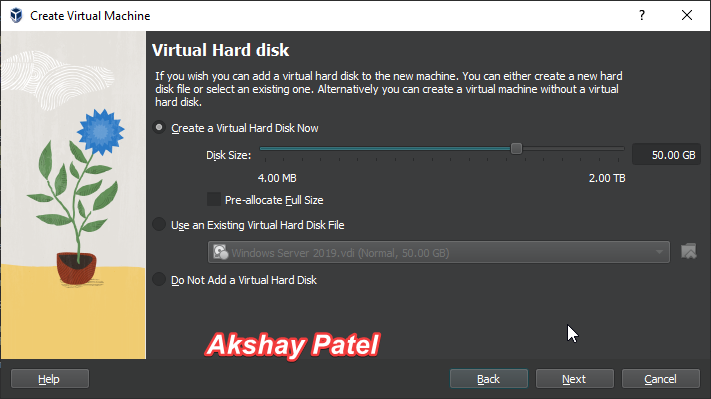 Create Virtual Machine
Virtual Hard disk
If you wish you can add a virtual hard disk to the new machine. You can either create a new hard
disk file or select an existing one. Alternatively you can create a virtual machine without a virtual
hard disk.
Create a Virtual Hard Disk Now
Disk Size:
50.00 GB
4.00 MB
2.00 TB
Pre-allocate Full Size
Use an Existing Virtual Hard Disk File
Windows Server 2019.vdi (Normal, 50.00 GB)
Do Not Add a Virtual Hard Disk
Akshay Patel
Help
Back
Next
Cancel